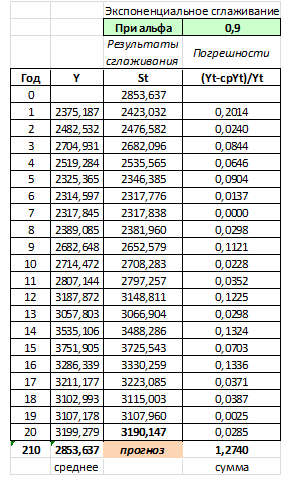 Экспоненциальное сглаживание
При альфа 0,9
Результаты сглаживания Погрешности
Год Y St (Yt-срYt)/Yt
0 2853,637
1 2375,187 2423,032 0,2014
2 2482,532 2476,582 0,0240
3 2704,931 2682,096 0,0844
4 2519,284 2535,565 0,0646
5 2325,365 2346,385 0,0904
6 2314,597 2317,776 0,0137
7 2317,845 2317,838 0,0000
8 2389,085 2381,960 0,0298
9 2682,648 2652,579 0,1121
10 2714,472 2708,283 0,0228
11 2807,144 2797,257 0,0352
12 3187,872 3148,811 0,1225
13 3057,803 3066,904 0,0298
14 3535,106 3488,286 0,1324
15 3751,905 3725,543 0,0703
16 3286,339 3330,259 0,1336
17 3211,177 3223,085 0,0371
18 3102,993 3115,003 0,0387
19 3107,178 3107,960 0,0025
20 3199,279 3190,147 0,0285
210 2853,637 прогноз 1,2740
среднее сумма